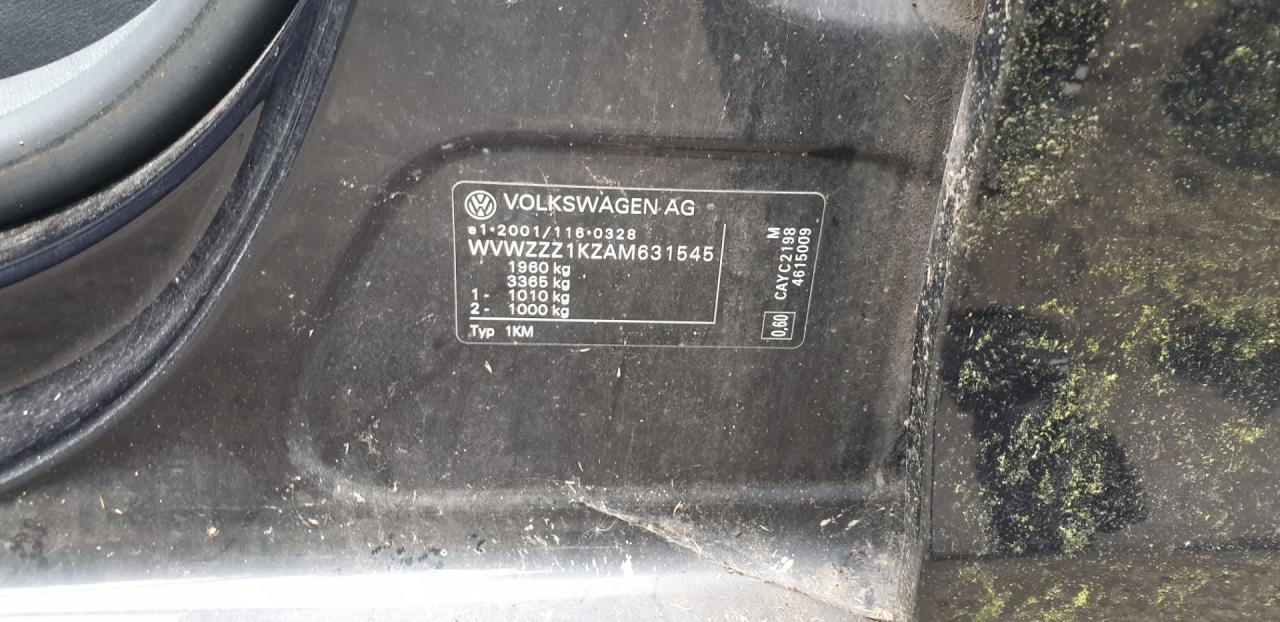 VOLKSWAGEN AG
e1*2001/116*0328
WVWZZZ1KZAM631545
1960 kg
3365 kg
1 - 1010 kg
2 - 1000 kg
Typ 1KM
M
CAYC2198
4615009
0,60